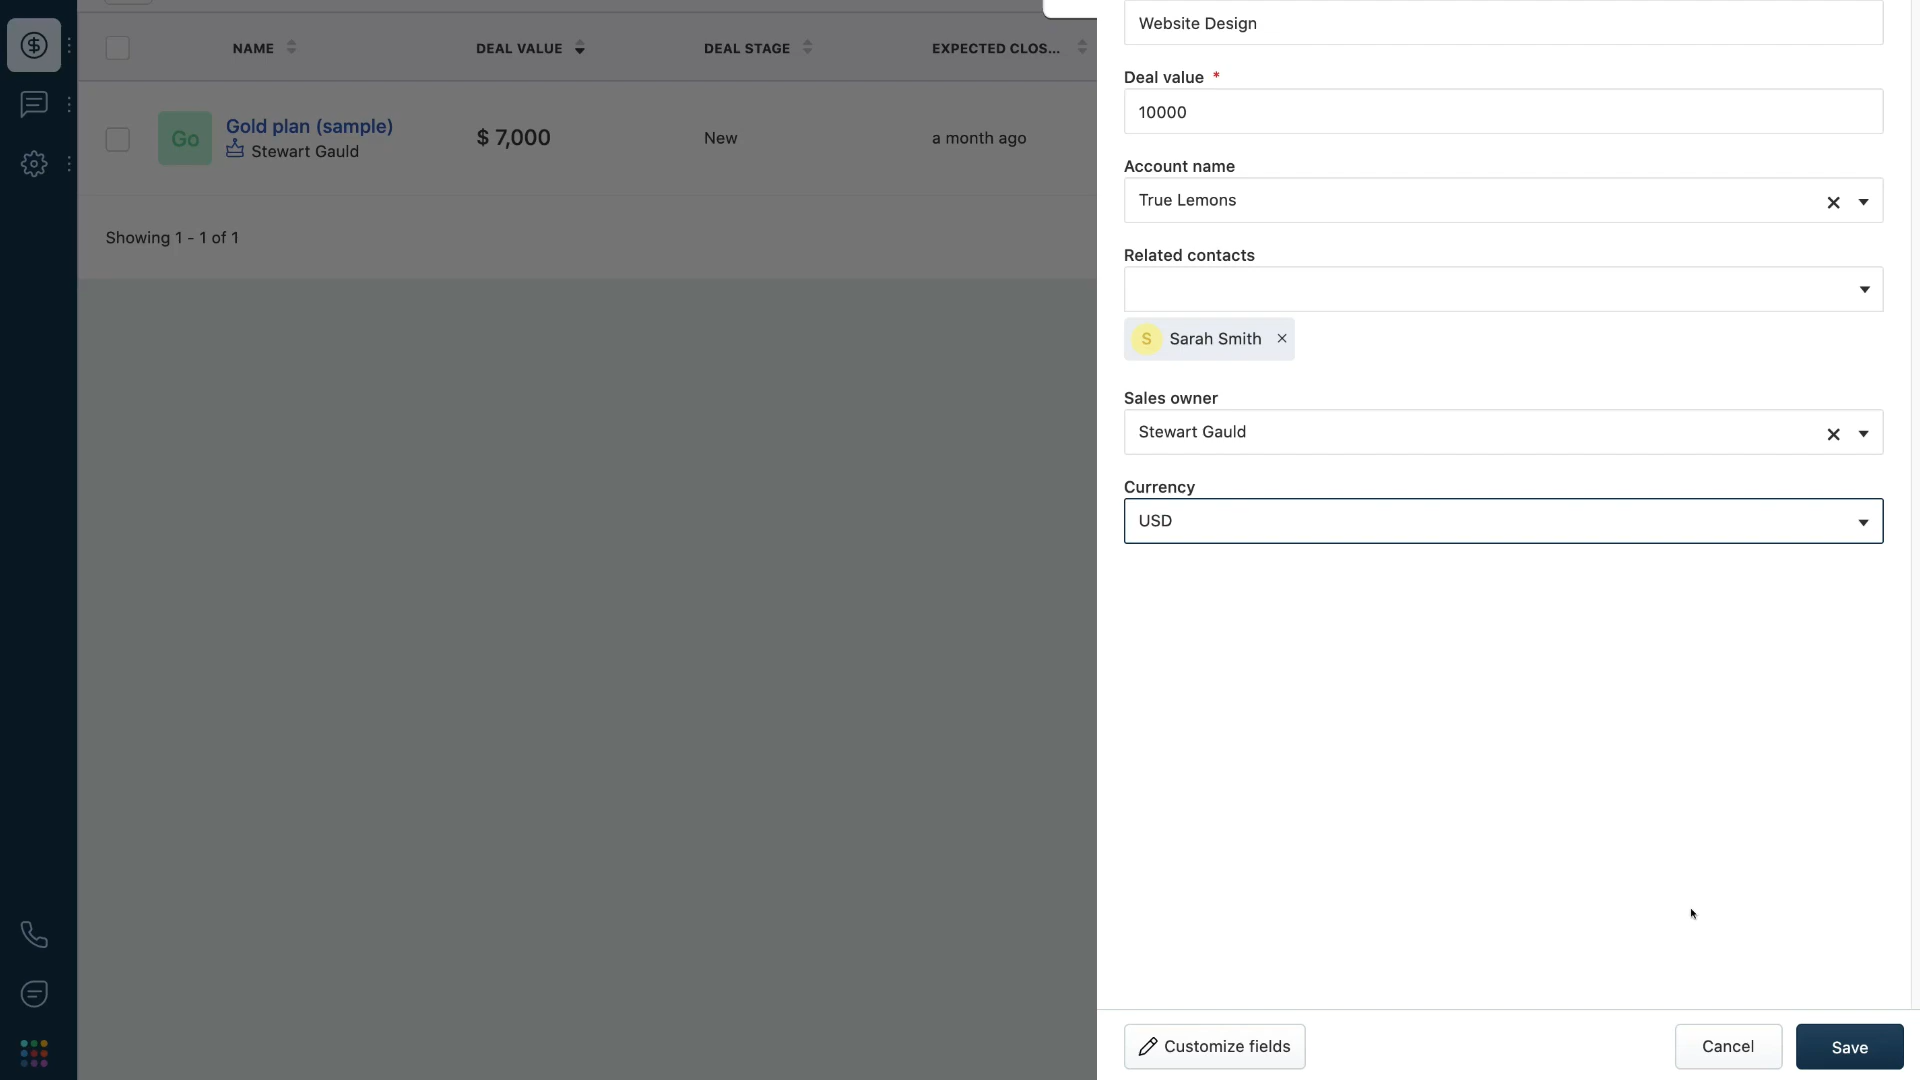 NAME
DEAL VALUE
DEAL STAGE
EXPECTED CLOS...
Go
Gold plan (sample)
Stewart Gauld
$ 7,000
New
a month ago
Showing 1 - 1 of 1
Website Design
Deal value *
10000
Account name
True Lemons
Related contacts
S Sarah Smith
Sales owner
Stewart Gauld
Currency
USD
Customize fields
Cancel
Save